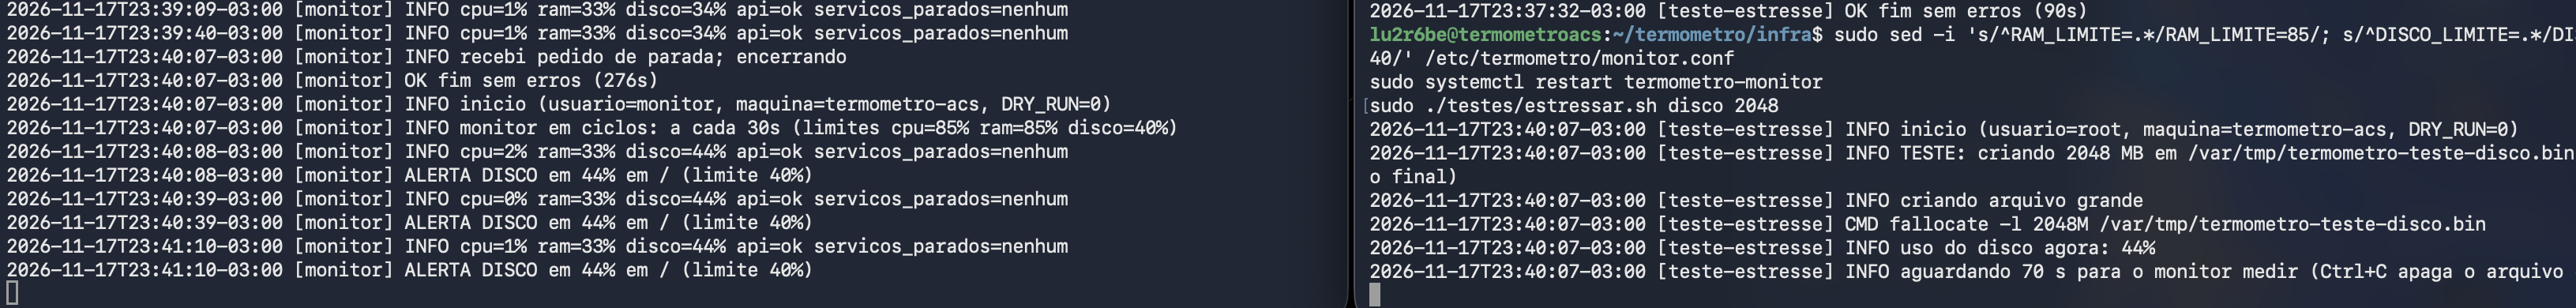 2026-11-17T23:39:09-03:00 [monitor] INFO cpu=1% ram=33% disco=34% api=ok servicos_parados=nenhum
2026-11-17T23:39:40-03:00 [monitor] INFO cpu=1% ram=33% disco=34% api=ok servicos_parados=nenhum
2026-11-17T23:40:07-03:00 [monitor] INFO recebi pedido de parada; encerrando
2026-11-17T23:40:07-03:00 [monitor] OK fim sem erros (276s)
2026-11-17T23:40:07-03:00 [monitor] INFO inicio (usuario=monitor, maquina=termometro-acs, DRY_RUN=0)
2026-11-17T23:40:07-03:00 [monitor] INFO monitor em ciclos: a cada 30s (limites cpu=85% ram=85% disco=40%)
2026-11-17T23:40:08-03:00 [monitor] INFO cpu=2% ram=33% disco=44% api=ok servicos_parados=nenhum
2026-11-17T23:40:08-03:00 [monitor] ALERTA DISCO em 44% em / (limite 40%)
2026-11-17T23:40:39-03:00 [monitor] INFO cpu=0% ram=33% disco=44% api=ok servicos_parados=nenhum
2026-11-17T23:40:39-03:00 [monitor] ALERTA DISCO em 44% em / (limite 40%)
2026-11-17T23:41:10-03:00 [monitor] INFO cpu=1% ram=33% disco=44% api=ok servicos_parados=nenhum
2026-11-17T23:41:10-03:00 [monitor] ALERTA DISCO em 44% em / (limite 40%)
2026-11-17T23:37:32-03:00 [teste-estresse] OK fim sem erros (90s)
lu2r6be@termometroacs:~/termometro/infra$ sudo sed -i 's/^RAM_LIMITE=.*/RAM_LIMITE=85/; s/^DISCO_LIMITE=.*/DI
40/' /etc/termometro/monitor.conf
sudo systemctl restart termometro-monitor
[sudo ./testes/estressar.sh disco 2048
2026-11-17T23:40:07-03:00 [teste-estresse] INFO inicio (usuario=root, maquina=termometro-acs, DRY_RUN=0)
2026-11-17T23:40:07-03:00 [teste-estresse] INFO TESTE: criando 2048 MB em /var/tmp/termometro-teste-disco.bin
o final)
2026-11-17T23:40:07-03:00 [teste-estresse] INFO criando arquivo grande
2026-11-17T23:40:07-03:00 [teste-estresse] CMD fallocate -l 2048M /var/tmp/termometro-teste-disco.bin
2026-11-17T23:40:07-03:00 [teste-estresse] INFO uso do disco agora: 44%
2026-11-17T23:40:07-03:00 [teste-estresse] INFO aguardando 70 s para o monitor medir (Ctrl+C apaga o arquivo